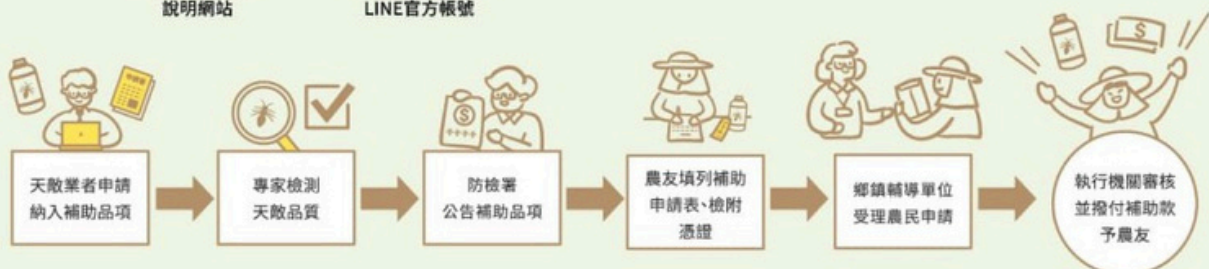 說明網站
LINE官方帳號
天敵業者申請
納入補助品項
專家檢測
天敵品質
防檢署
公告補助品項
農友填列補助
申請表、檢附
憑證
鄉鎮輔導單位
受理農民申請
執行機關審核
並撥付補助款
予農友